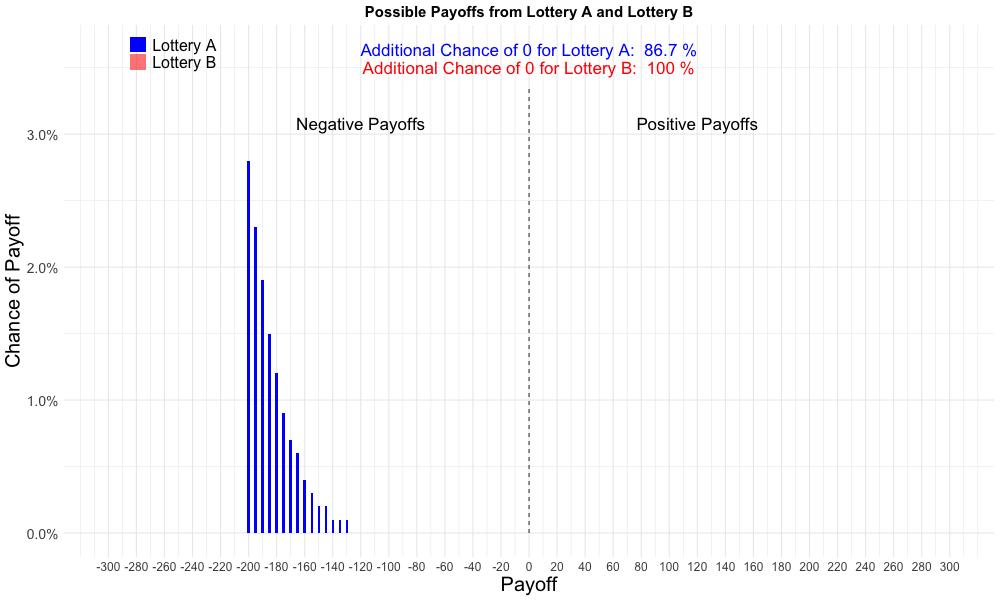 Possible Payoffs from Lottery A and Lottery B
Lottery A
Lottery B
Additional Chance of 0 for Lottery A:  86.7 %
Additional Chance of 0 for Lottery B:  100 %
Negative Payoffs
Positive Payoffs
3.0%
2.0%
1.0%
0.0%
Chance of Payoff
-300 -280 -260 -240 -220 -200 -180 -160 -140 -120 -100 -80 -60 -40 -20 0 20 40 60 80 100 120 140 160 180 200 220 240 260 280 300
Payoff